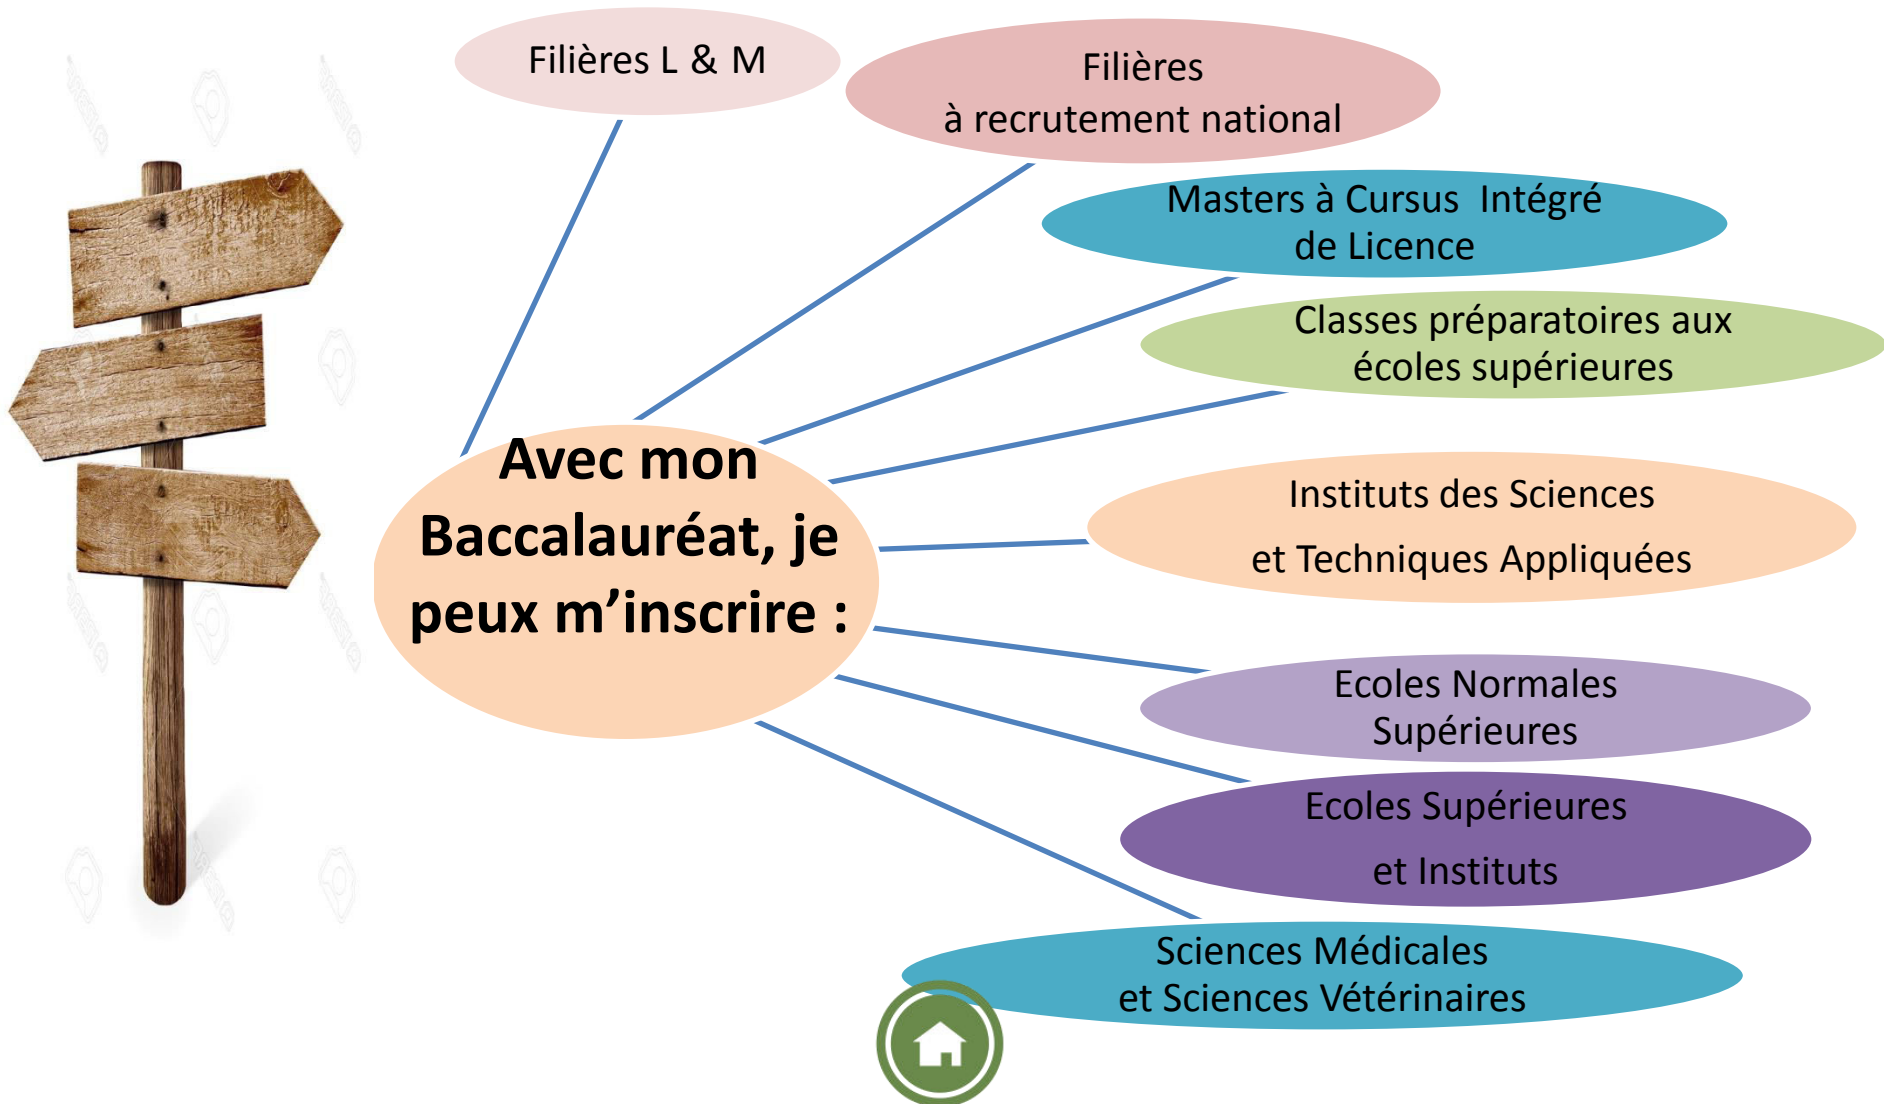 Filières L & M
Filières
à recrutement national
Masters à Cursus Intégré
de Licence
Classes préparatoires aux
écoles supérieures
Avec mon
Baccalauréat, je
peux m’inscrire :
Instituts des Sciences
et Techniques Appliquées
Ecoles Normales
Supérieures
Ecoles Supérieures
et Instituts
Sciences Médicales
et Sciences Vétérinaires